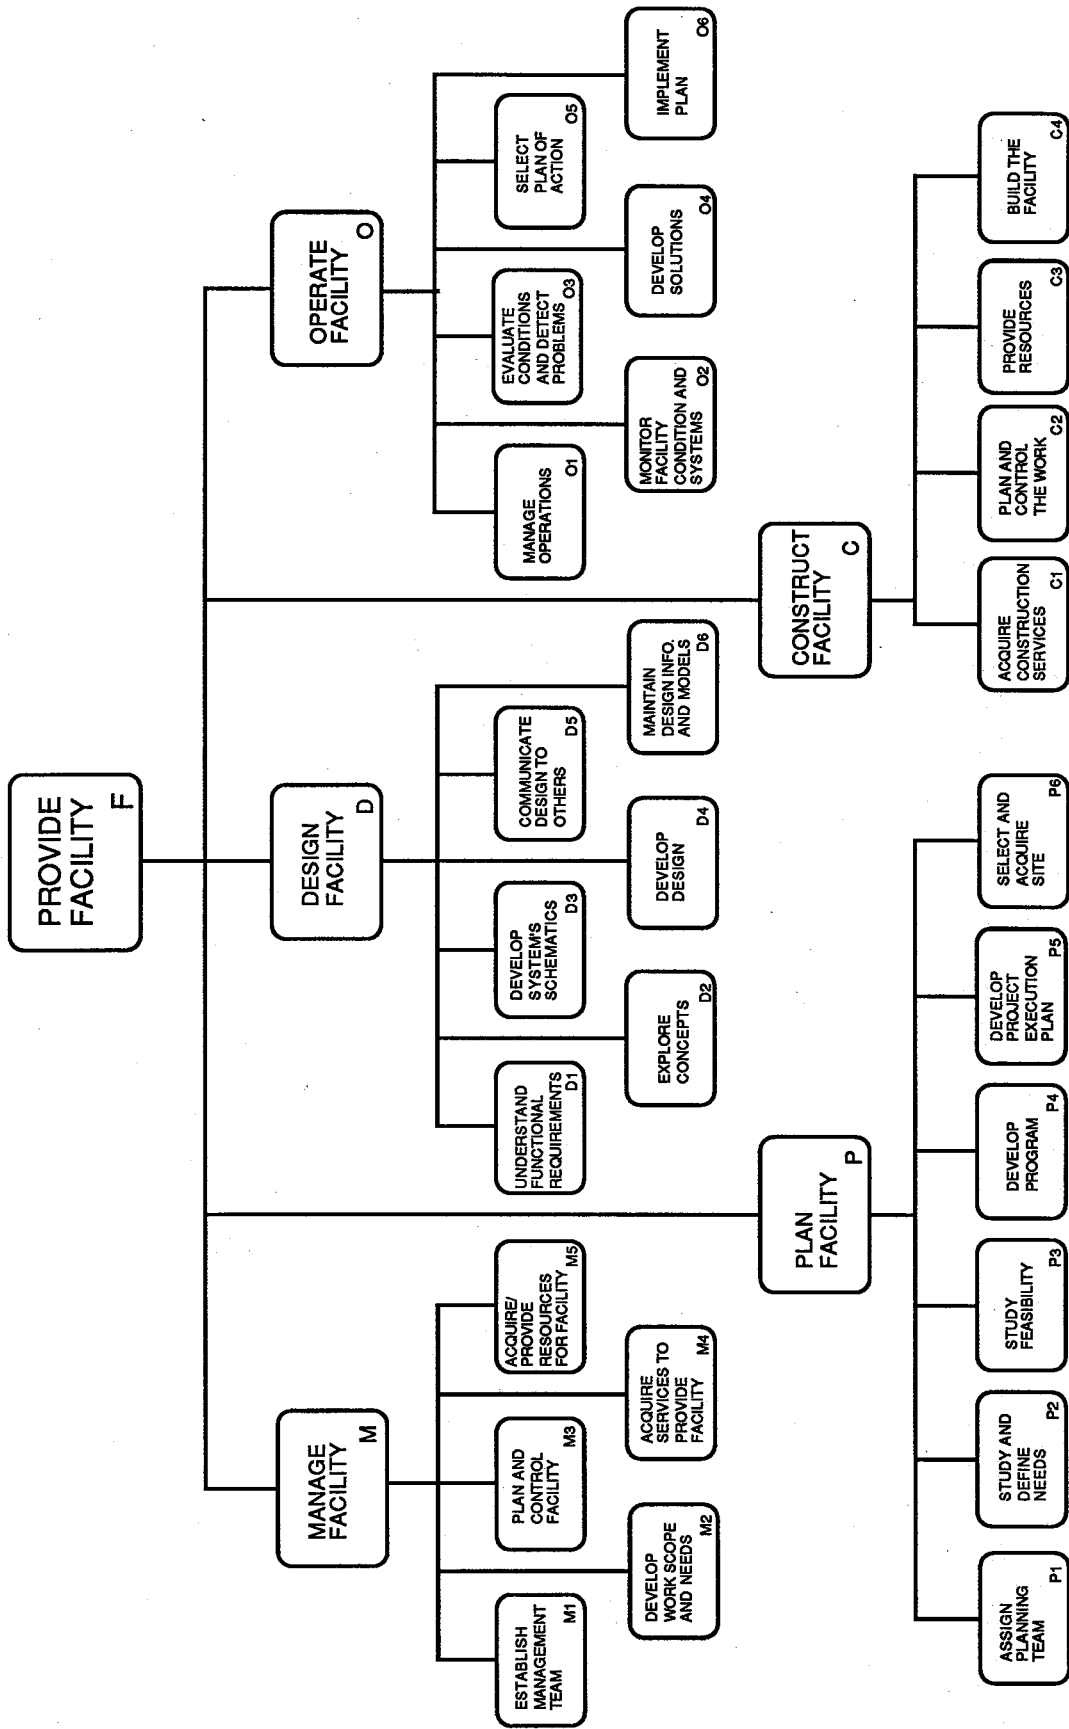 PROVIDE
FACILITY
F
MANAGE
FACILITY
M
ESTABLISH
MANAGEMENT
TEAM
M1
DEVELOP
WORK SCOPE
AND NEEDS
M2
PLAN AND
CONTROL
FACILITY
M3
ACQUIRE
SERVICES TO
PROVIDE
FACILITY
M4
ACQUIRE/
PROVIDE
RESOURCES
FOR FACILITY
M5
PLAN
FACILITY
P
ASSIGN
PLANNING
TEAM
P1
STUDY AND
DEFINE
NEEDS
P2
STUDY
FEASIBILITY
P3
DEVELOP
PROGRAM
P4
DEVELOP
PROJECT
EXECUTION
PLAN
P5
SELECT AND
ACQUIRE
SITE
P6
DESIGN
FACILITY
D
UNDERSTAND
FUNCTIONAL
REQUIREMENTS
D1
EXPLORE
CONCEPTS
D2
DEVELOP
SYSTEM'S
SCHEMATICS
D3
DEVELOP
DESIGN
D4
COMMUNICATE
DESIGN TO
OTHERS
D5
MAINTAIN
DESIGN INFO.
AND MODELS
D6
CONSTRUCT
FACILITY
C
ACQUIRE
CONSTRUCTION
SERVICES
C1
PLAN AND
CONTROL
THE WORK
C2
PROVIDE
RESOURCES
C3
BUILD THE
FACILITY
C4
OPERATE
FACILITY
O
MANAGE
OPERATIONS
O1
MONITOR
FACILITY
CONDITION AND
SYSTEMS
O2
EVALUATE
CONDITIONS
AND DETECT
PROBLEMS
O3
DEVELOP
SOLUTIONS
O4
SELECT
PLAN OF
ACTION
O5
IMPLEMENT
PLAN
O6